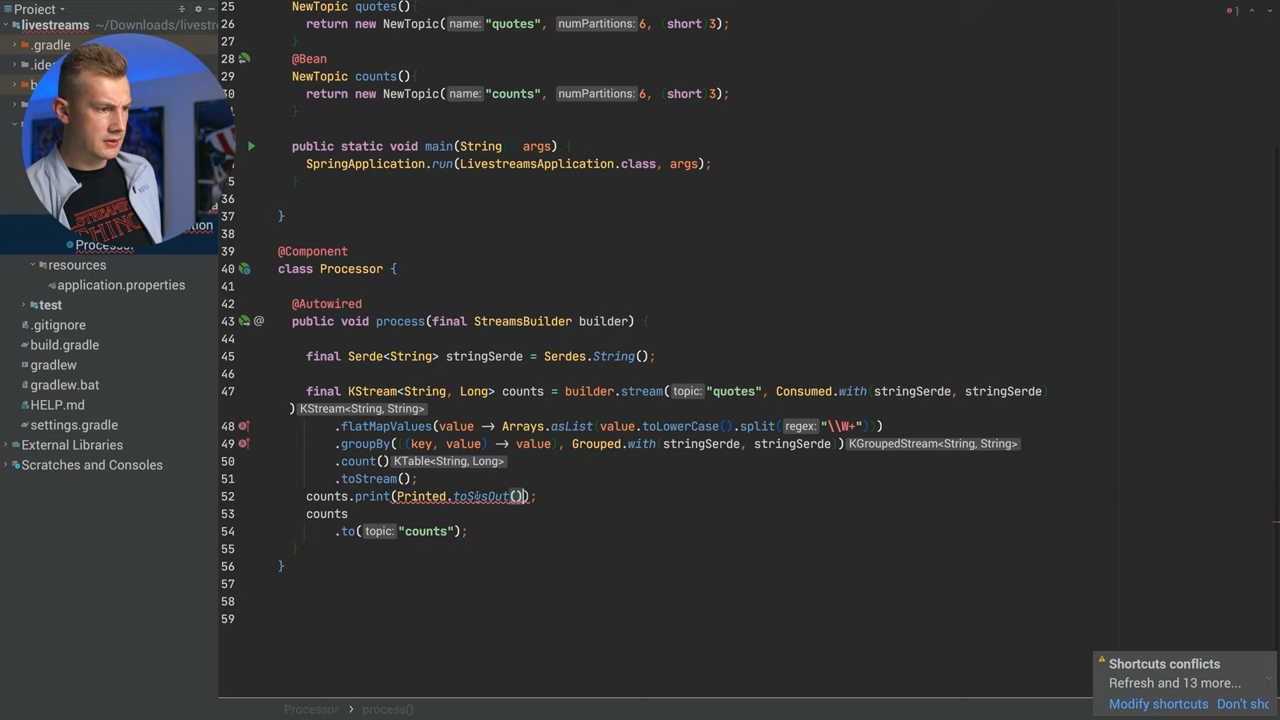 Project
livestreams ~/Downloads/livestre
.gradle
.ide
resources
application.properties
test
.gitignore
build.gradle
gradlew
gradlew.bat
HELP.md
settings.gradle
External Libraries
Scratches and Consoles
STREAMS
THING
25 NewTopic quotes(){
26 return new NewTopic( name: "quotes", numPartitions: 6, (short)3);
27 }
28 @Bean
29 NewTopic counts(){
30 return new NewTopic( name: "counts", numPartitions: 6, (short)3);
}
public static void main(String[] args) {
SpringApplication.run(LivestreamsApplication.class, args);
}
36
37 }
38
39 @Component
40 class Processor {
41
42 @Autowired
43 public void process(final StreamsBuilder builder) {
44
45 final Serde<String> stringSerde = Serdes.String();
46
47 final KStream<String, Long> counts = builder.stream( topic: "quotes", Consumed.with(stringSerde, stringSerde)
) KStream<String, String>
48 .flatMapValues(value -> Arrays.asList(value.toLowerCase().split( regex: "\\W+")))
49 .groupBy(((key, value) -> value), Grouped.with(stringSerde, stringSerde)) KGroupedStream<String, String>
50 .count() KTable<String, Long>
51 .toStream();
52 counts.print(Printed.toSysOut());
53 counts
54 .to( topic: "counts");
55 }
56 }
57
58
59
1
Shortcuts conflicts
Refresh and 13 more...
Modify shortcuts Don't sho
Processor > process()